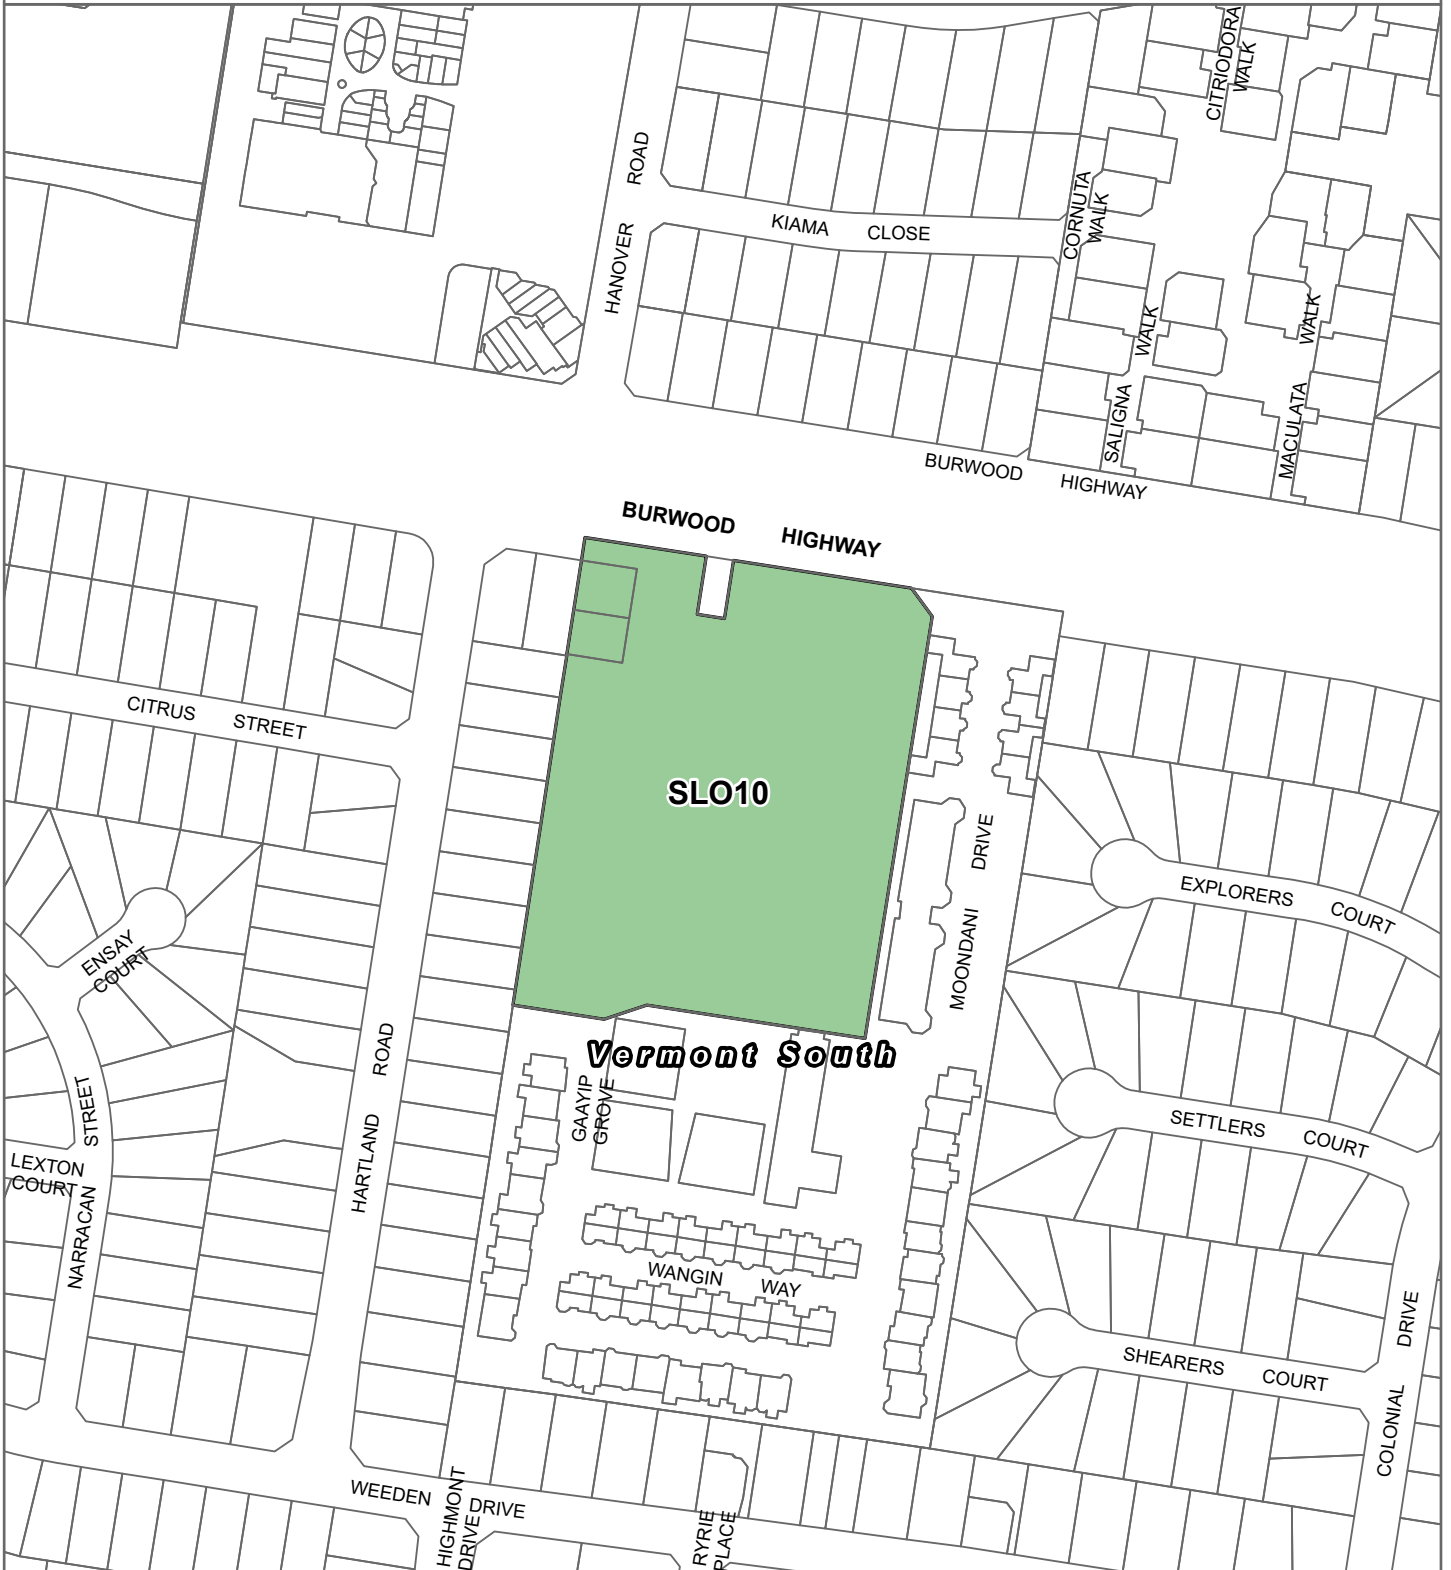 CITRIODORA
WALK
ROAD
HANOVER
KIAMA CLOSE
CORNUTA
WALK
SALIGNA WALK
MACULATA WALK
BURWOOD HIGHWAY
BURWOOD HIGHWAY
CITRUS STREET
SLO10
MOONDANI DRIVE
EXPLORERS COURT
ENSAY
COURT
HARTLAND ROAD
Vermont South
GAAYIP
GROVE
NARRACAN STREET
SETTLERS COURT
LEXTON
COURT
WANGIN WAY
SHEARERS COURT
COLONIAL DRIVE
WEEDEN DRIVE
HIGHMONT
DRIVE
RYRIE
PLACE